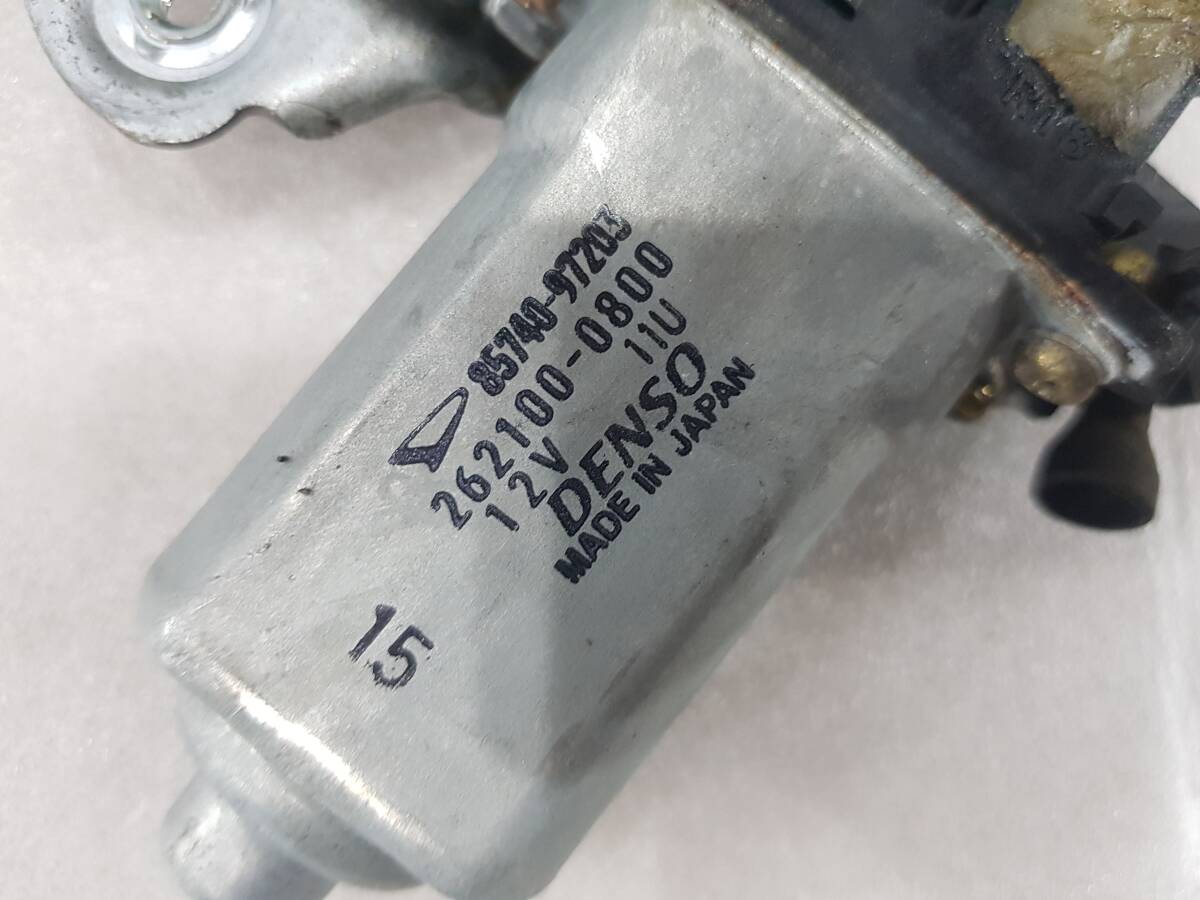 85740-97203
262100-0800
12V 11U
DENSO
MADE IN JAPAN
15